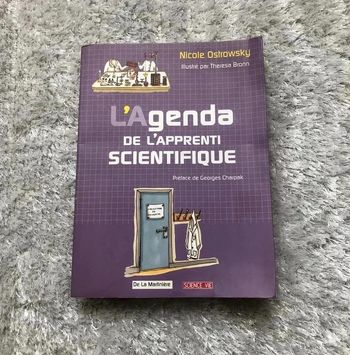 Nicole Ostrowsky
Illustré par Theresa Bronn
L'Agenda
DE L'APPRENTI
SCIENTIFIQUE
Préface de Georges Charpak
De La Martinière
SCIENCE & VIE